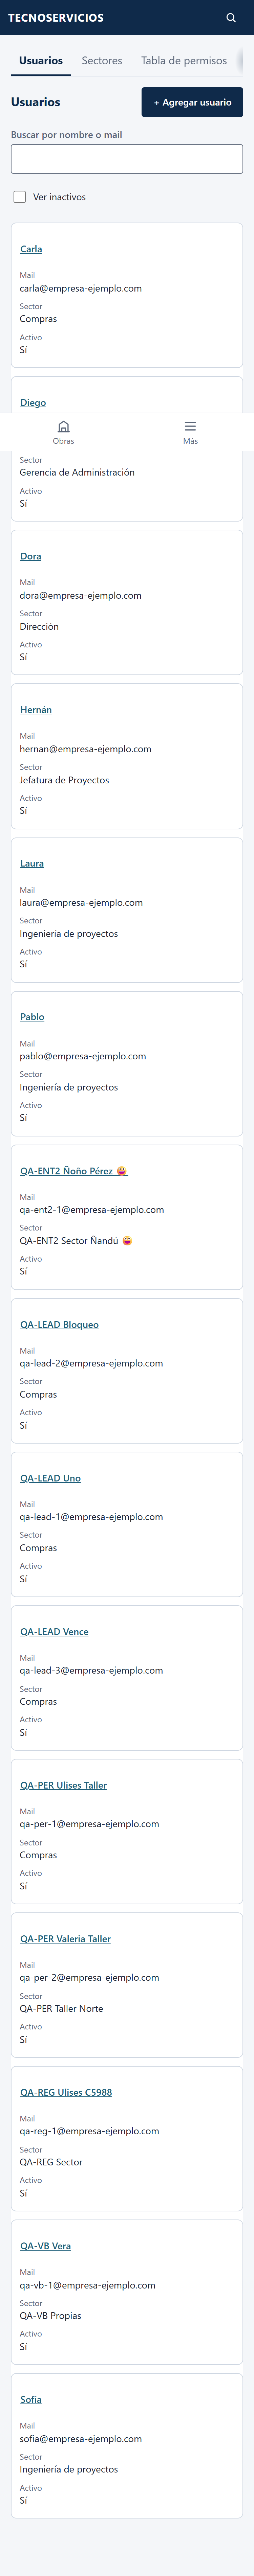 TECNOSERVICIOS
Usuarios Sectores Tabla de permisos
Usuarios
+ Agregar usuario
Buscar por nombre o mail
Ver inactivos
Carla
Mail
carla@empresa-ejemplo.com
Sector
Compras
Activo
Sí
Diego
Obras Más
Sector
Gerencia de Administración
Activo
Sí
Dora
Mail
dora@empresa-ejemplo.com
Sector
Dirección
Activo
Sí
Hernán
Mail
hernan@empresa-ejemplo.com
Sector
Jefatura de Proyectos
Activo
Sí
Laura
Mail
laura@empresa-ejemplo.com
Sector
Ingeniería de proyectos
Activo
Sí
Pablo
Mail
pablo@empresa-ejemplo.com
Sector
Ingeniería de proyectos
Activo
Sí
QA-ENT2 Ñoño Pérez 😀
Mail
qa-ent2-1@empresa-ejemplo.com
Sector
QA-ENT2 Sector Ñandú 😀
Activo
Sí
QA-LEAD Bloqueo
Mail
qa-lead-2@empresa-ejemplo.com
Sector
Compras
Activo
Sí
QA-LEAD Uno
Mail
qa-lead-1@empresa-ejemplo.com
Sector
Compras
Activo
Sí
QA-LEAD Vence
Mail
qa-lead-3@empresa-ejemplo.com
Sector
Compras
Activo
Sí
QA-PER Ulises Taller
Mail
qa-per-1@empresa-ejemplo.com
Sector
Compras
Activo
Sí
QA-PER Valeria Taller
Mail
qa-per-2@empresa-ejemplo.com
Sector
QA-PER Taller Norte
Activo
Sí
QA-REG Ulises C5988
Mail
qa-reg-1@empresa-ejemplo.com
Sector
QA-REG Sector
Activo
Sí
QA-VB Vera
Mail
qa-vb-1@empresa-ejemplo.com
Sector
QA-VB Propias
Activo
Sí
Sofía
Mail
sofia@empresa-ejemplo.com
Sector
Ingeniería de proyectos
Activo
Sí